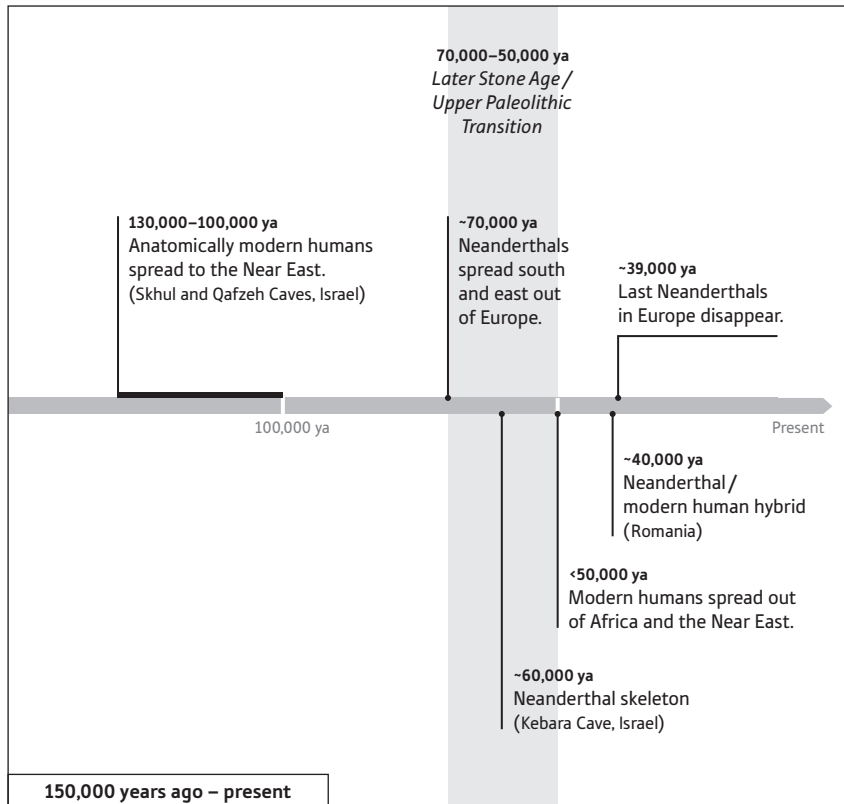 70,000–50,000 ya
Later Stone Age /
Upper Paleolithic
Transition
130,000–100,000 ya
Anatomically modern humans
spread to the Near East.
(Skhul and Qafzeh Caves, Israel)
~70,000 ya
Neanderthals
spread south
and east out
of Europe.
~39,000 ya
Last Neanderthals
in Europe disappear.
100,000 ya
Present
~40,000 ya
Neanderthal /
modern human hybrid
(Romania)
<50,000 ya
Modern humans spread out
of Africa and the Near East.
~60,000 ya
Neanderthal skeleton
(Kebara Cave, Israel)
150,000 years ago – present